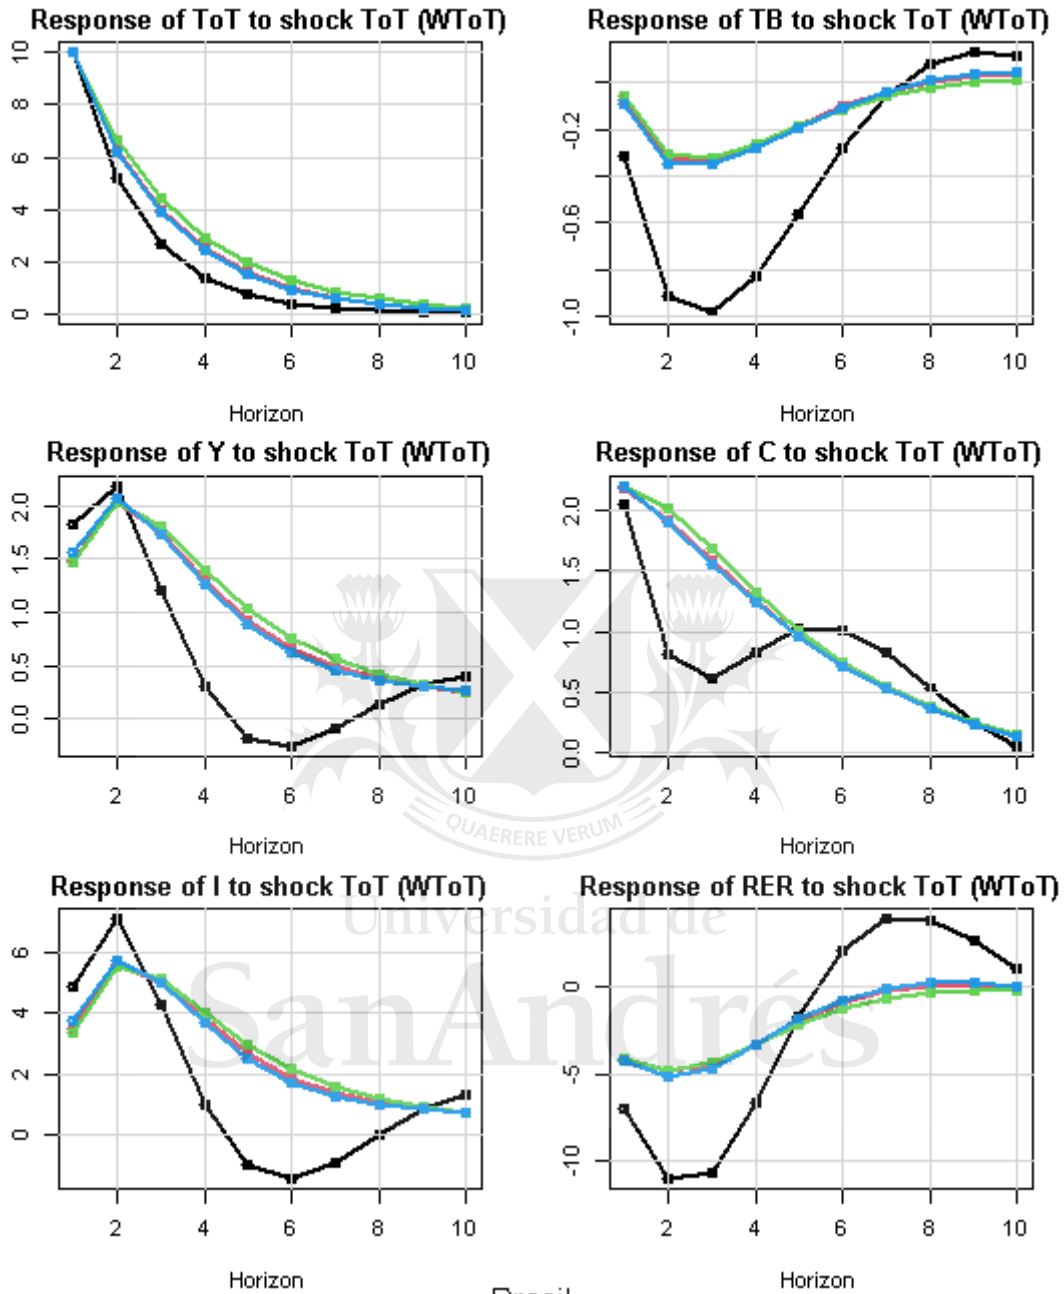 Response of ToT to shock ToT (WToT)
Response of TB to shock ToT (WToT)
10
8
6
4
2
0
-0.2
-0.6
-1.0
2 4 6 8 10
2 4 6 8 10
Horizon
Horizon
Response of Y to shock ToT (WToT)
Response of C to shock ToT (WToT)
2.0
1.5
1.0
0.5
0.0
2.0
1.5
1.0
0.5
0.0
2 4 6 8 10
2 4 6 8 10
QUAERERE VERUM
Horizon
Horizon
Response of I to shock ToT (WToT)
Response of RER to shock ToT (WToT)
Universidad de
SanAndrés
6
4
2
0
0
-5
-10
2 4 6 8 10
2 4 6 8 10
Horizon
Horizon